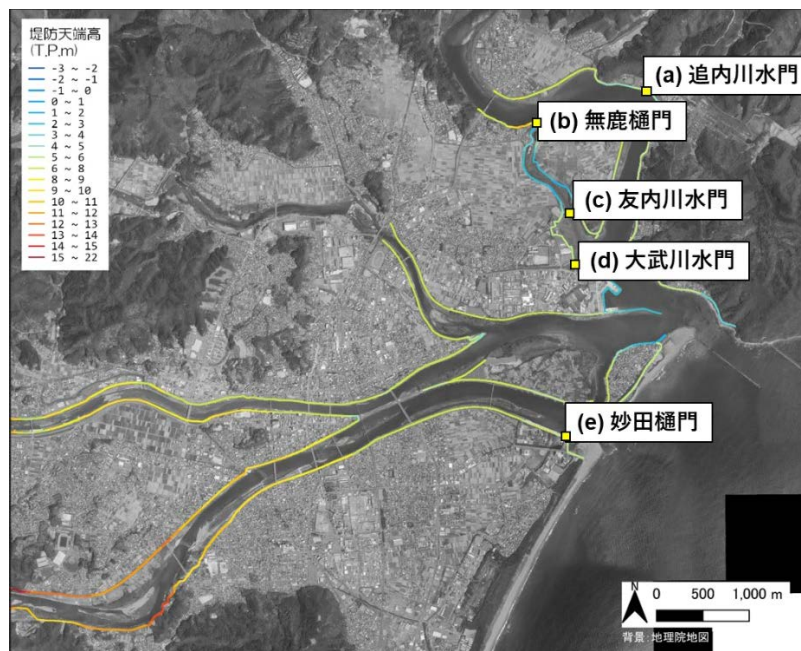 堤防天端高
(T,P,m)
-3 ~ -2
-2 ~ -1
-1 ~ 0
0 ~ 1
1 ~ 2
2 ~ 3
3 ~ 4
4 ~ 5
5 ~ 6
6 ~ 8
8 ~ 9
9 ~ 10
10 ~ 11
11 ~ 12
12 ~ 13
13 ~ 14
14 ~ 15
15 ~ 22
(a) 追内川水門
(b) 無鹿樋門
(c) 友内川水門
(d) 大武川水門
(e) 妙田樋門
N 0 500 1,000 m
背景:地理院地図